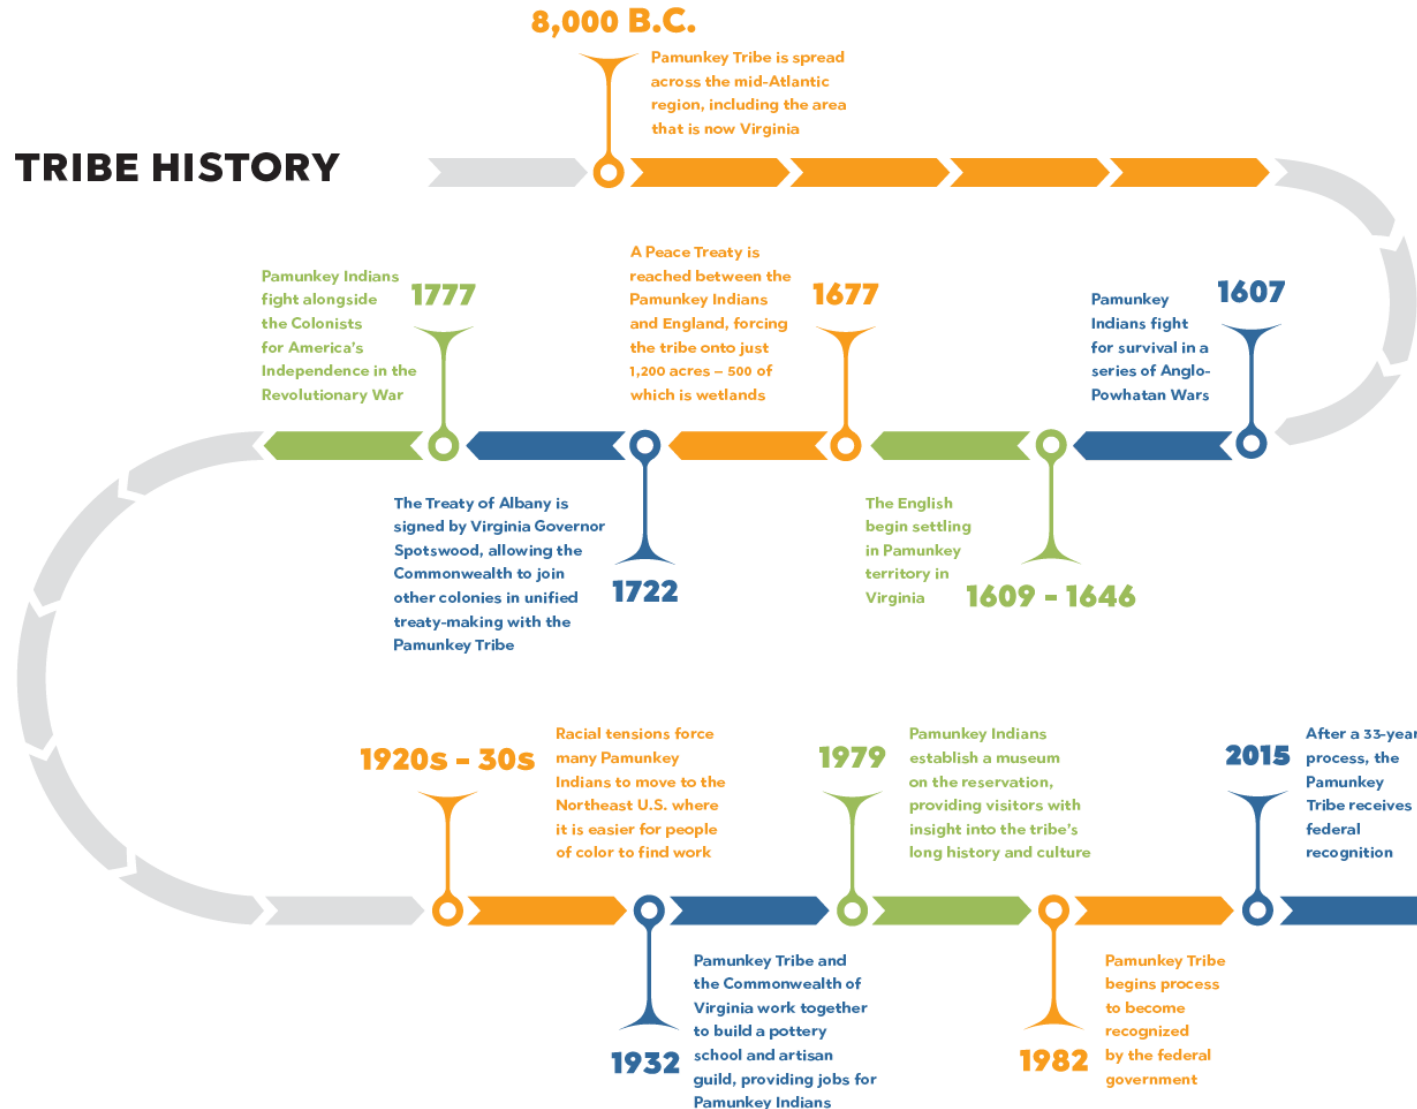 8,000 B.C.
Pamunkey Tribe is spread
across the mid-Atlantic
region, including the area
that is now Virginia
TRIBE HISTORY
1607
Pamunkey
Indians fight
for survival in a
series of Anglo-
Powhatan Wars
The English
begin settling
in Pamunkey
territory in
Virginia
1609 - 1646
A Peace Treaty is
reached between the
Pamunkey Indians
and England, forcing
the tribe onto just
1,200 acres – 500 of
which is wetlands
1677
The Treaty of Albany is
signed by Virginia Governor
Spotswood, allowing the
Commonwealth to join
other colonies in unified
treaty-making with the
Pamunkey Tribe
1722
Pamunkey Indians
fight alongside
the Colonists
for America's
Independence in the
Revolutionary War
1777
1920s - 30s
Racial tensions force
many Pamunkey
Indians to move to the
Northeast U.S. where
it is easier for people
of color to find work
1932
Pamunkey Tribe and
the Commonwealth of
Virginia work together
to build a pottery
school and artisan
guild, providing jobs for
Pamunkey Indians
1979
Pamunkey Indians
establish a museum
on the reservation,
providing visitors with
insight into the tribe's
long history and culture
1982
Pamunkey Tribe
begins process
to become
recognized
by the federal
government
2015
After a 33-year
process, the
Pamunkey
Tribe receives
federal
recognition